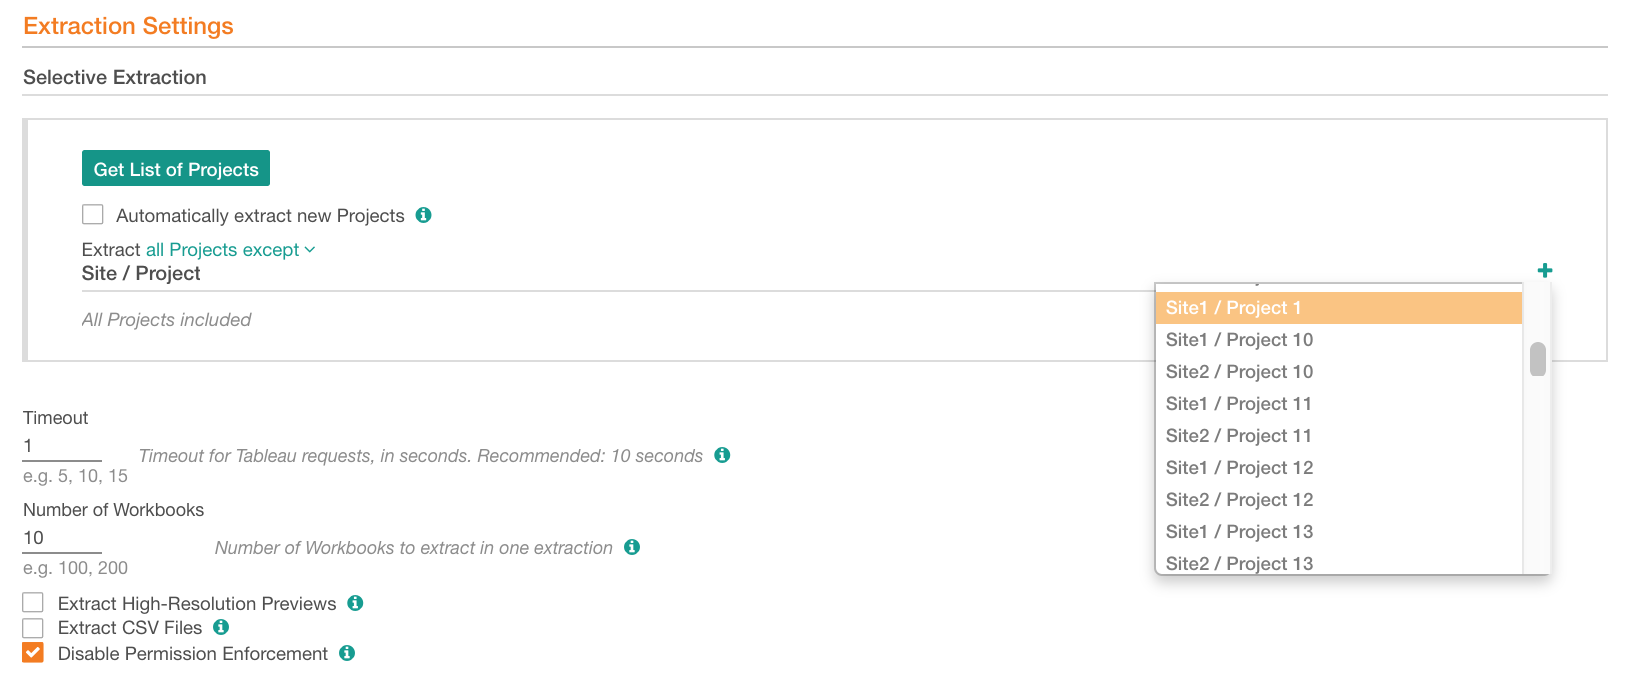 Extraction Settings
Selective Extraction
Get List of Projects
Automatically extract new Projects
Extract all Projects except
Site / Project
All Projects included
Site1 / Project 1
Site1 / Project 10
Site2 / Project 10
Site1 / Project 11
Site2 / Project 11
Site1 / Project 12
Site2 / Project 12
Site1 / Project 13
Site2 / Project 13
Timeout
1
Timeout for Tableau requests, in seconds. Recommended: 10 seconds
e.g. 5, 10, 15
Number of Workbooks
10
Number of Workbooks to extract in one extraction
e.g. 100, 200
Extract High-Resolution Previews
Extract CSV Files
Disable Permission Enforcement